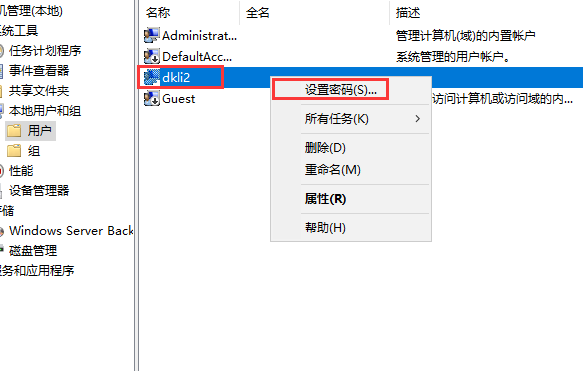 机管理(本地)
系统工具
任务计划程序
事件查看器
共享文件夹
本地用户和组
用户
组
性能
设备管理器
存储
Windows Server Back
磁盘管理
服务和应用程序
名称 全名 描述
Administrat... 管理计算机(域)的内置帐户
DefaultAcc... 系统管理的用户帐户。
dkli2
Guest 访问计算机或访问域的内...
设置密码(S)...
所有任务(K)
删除(D)
重命名(M)
属性(R)
帮助(H)